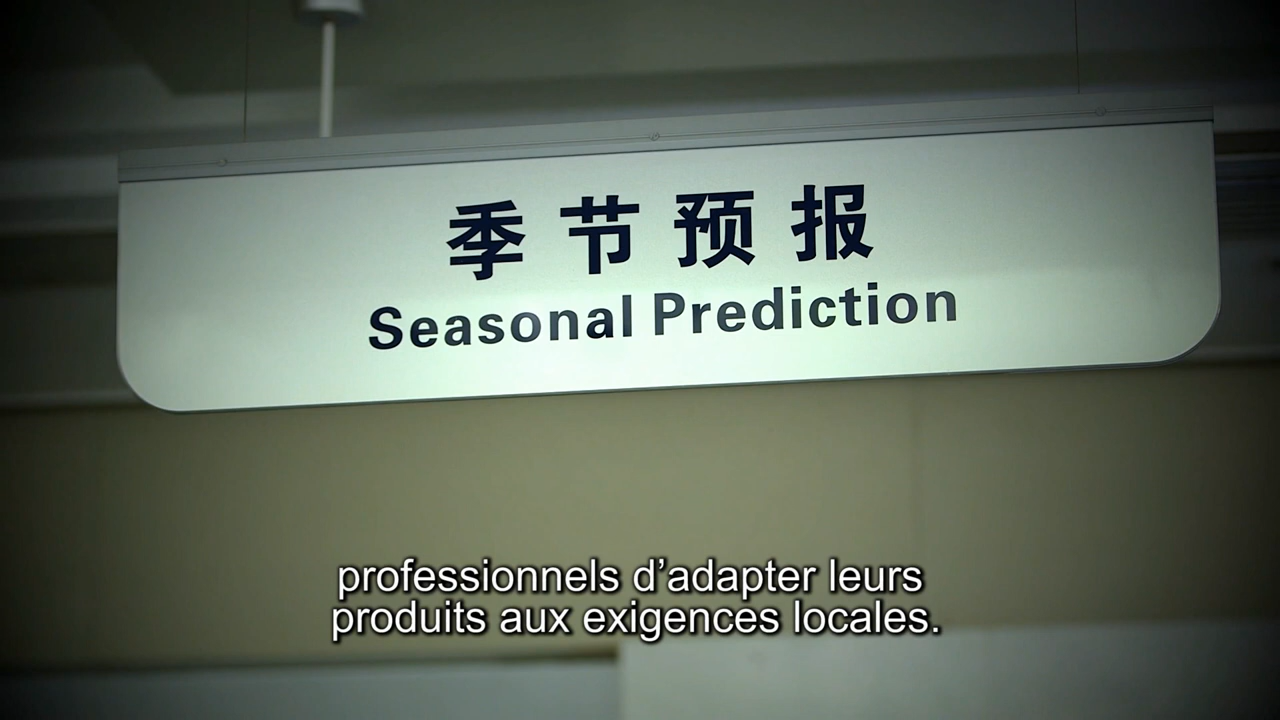 季节预报
Seasonal Prediction
professionnels d’adapter leurs
produits aux exigences locales.